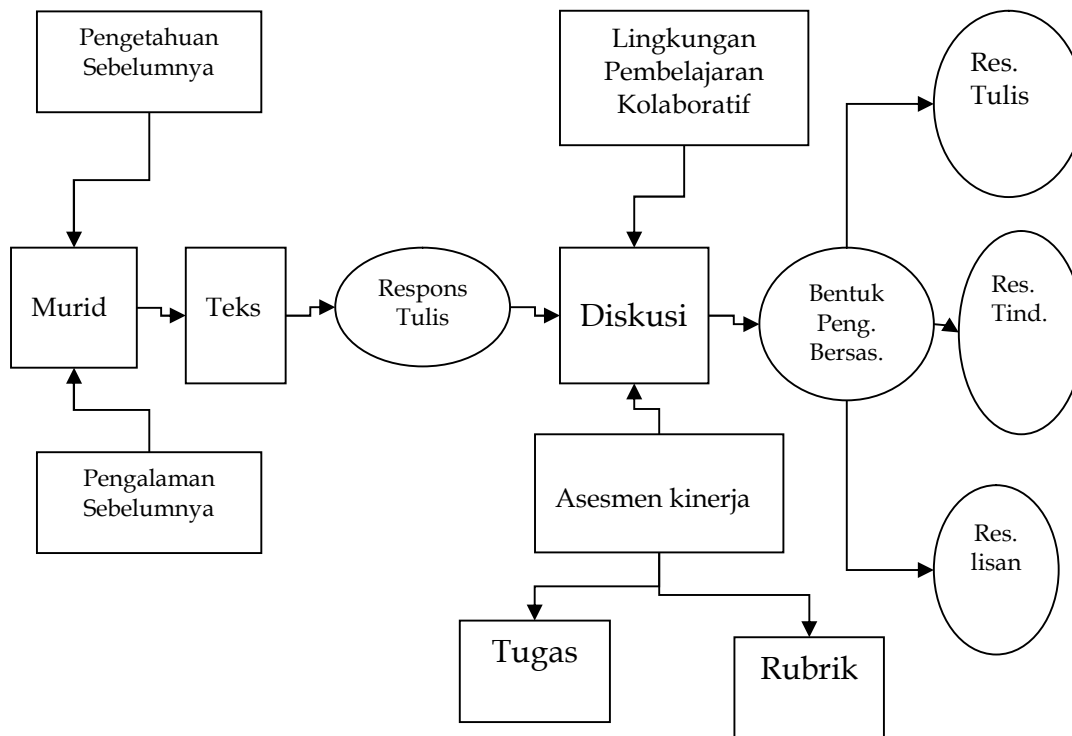 Pengetahuan
Sebelumnya
Lingkungan
Pembelajaran
Kolaboratif
Res.
Tulis
Murid
Teks
Respons
Tulis
Diskusi
Bentuk
Peng.
Bersas.
Res.
Tind.
Pengalaman
Sebelumnya
Asesmen kinerja
Res.
lisan
Tugas
Rubrik